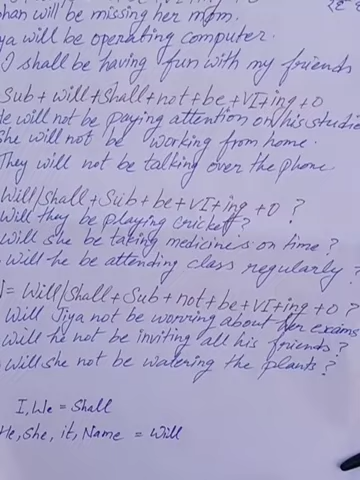 han will be missing her mom.
ya will be operating computer.
I shall be having fun with my friends
Sub + will + shall + not + be + VI + ing + O
He will not be paying attention on his studie
She will not be working from home.
They will not be talking over the phone
Will/shall + Sub + be + VI + ing + O ?
Will they be playing cricket?
Will she be taking medicines on time ?
Will he be attending class regularly ?
= Will/shall + Sub + not + be + VI + ing + O ?
Will Jiya not be worring about her exams
Will he not be inviting all his friends ?
Will she not be watering the plants ?
I, We = Shall
He, She, it, Name = Will